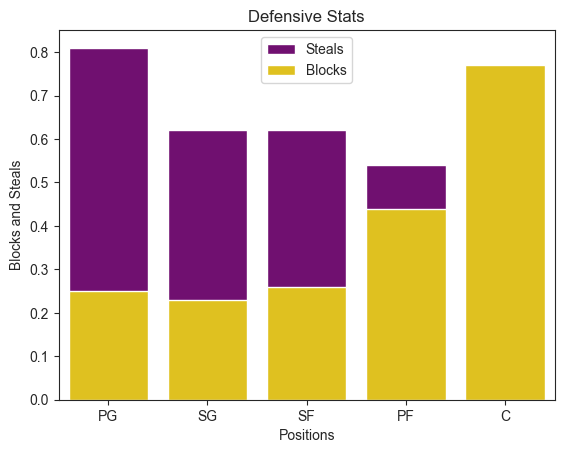 Defensive Stats
Steals
Blocks
Blocks and Steals
0.8
0.7
0.6
0.5
0.4
0.3
0.2
0.1
0.0
PG SG SF PF C
Positions